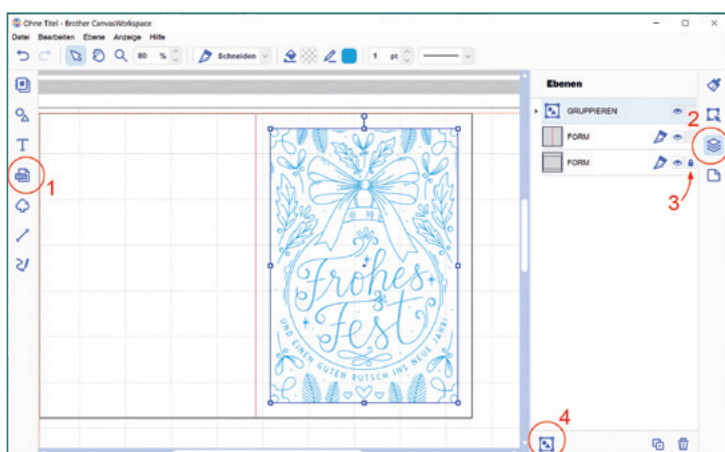 Ohne Titel - Brother CanvasWorkspace
Datei Bearbeiten Ebene Anzeige Hilfe
80 % Schneiden 1 pt
Ebenen
GRUPPIEREN
FORM
FORM
T
1
2
3
4
Frohes
Fest
UND EINEN GUTEN RUTSCH INS NEUE JAHR!